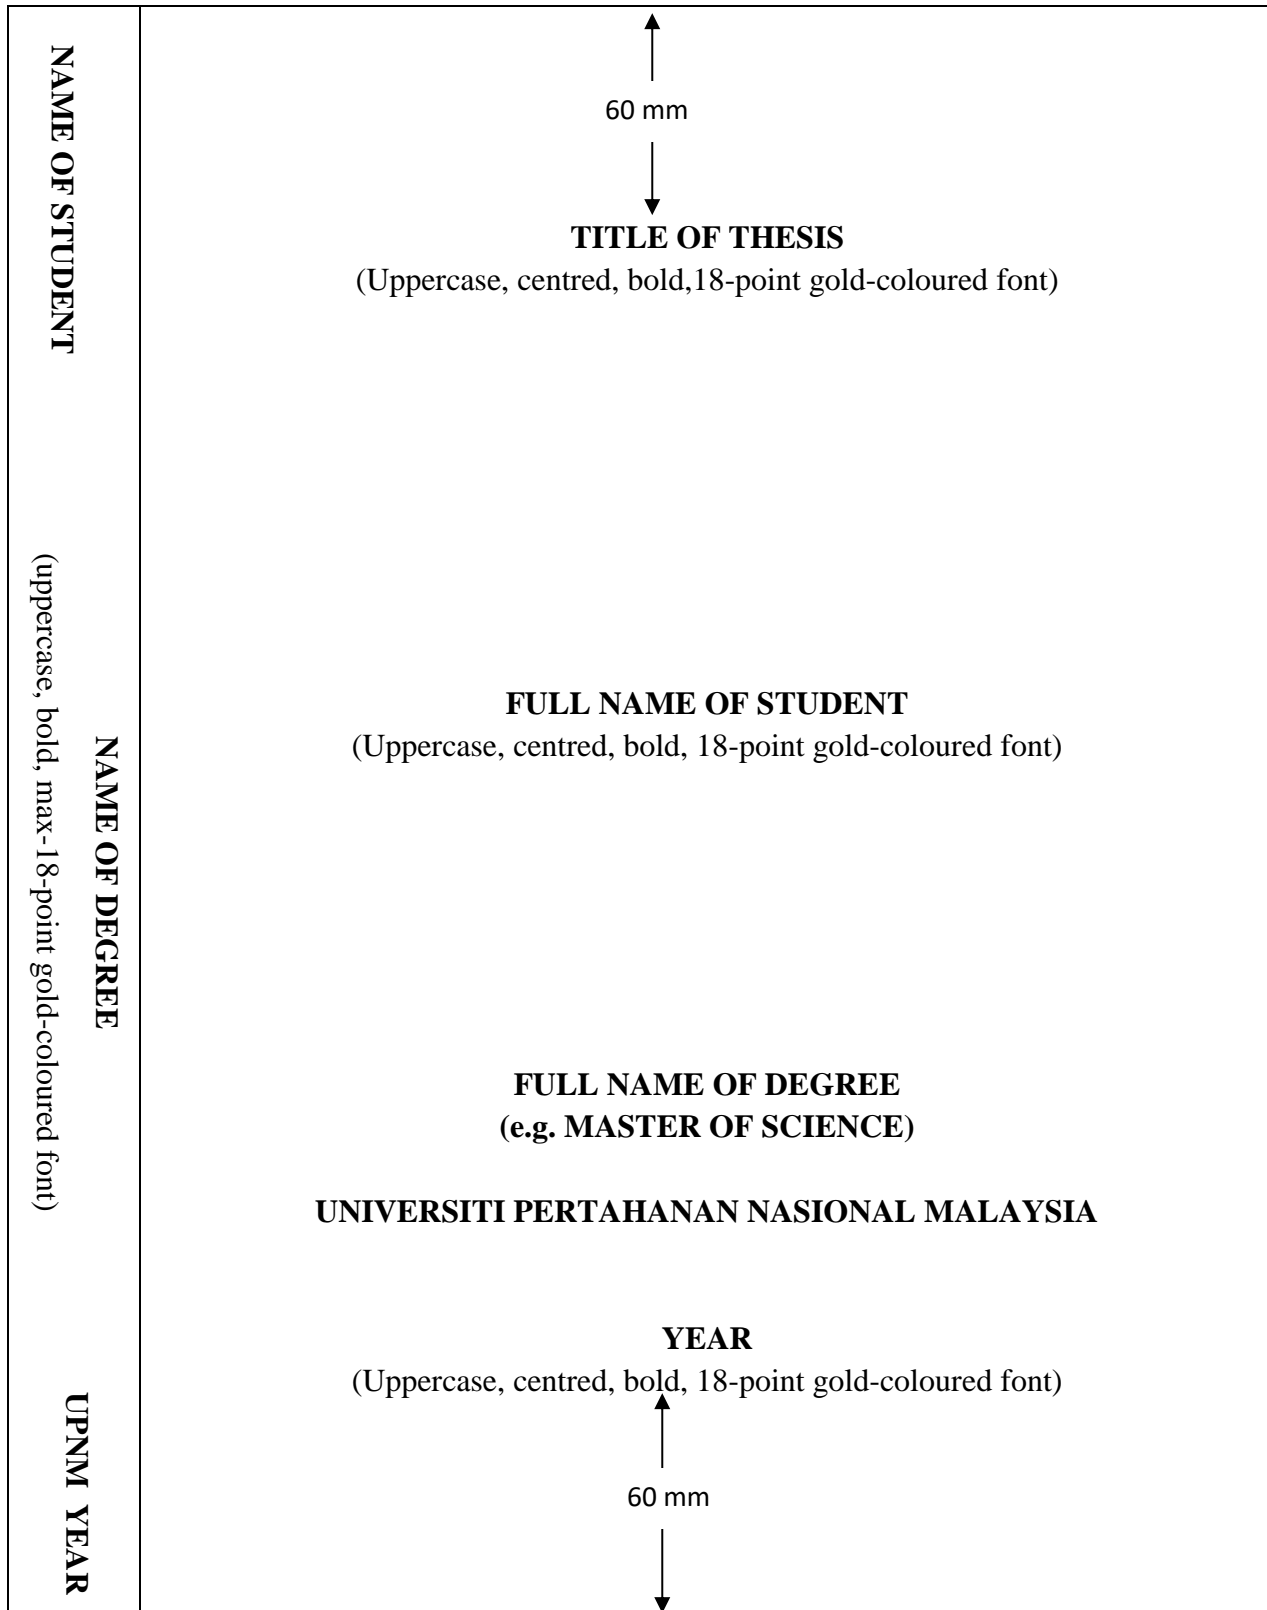 NAME OF STUDENT
NAME OF DEGREE
(uppercase, bold, max-18-point gold-coloured font)
UPNM YEAR
60 mm
TITLE OF THESIS
(Uppercase, centred, bold,18-point gold-coloured font)
FULL NAME OF STUDENT
(Uppercase, centred, bold, 18-point gold-coloured font)
FULL NAME OF DEGREE
(e.g. MASTER OF SCIENCE)
UNIVERSITI PERTAHANAN NASIONAL MALAYSIA
YEAR
(Uppercase, centred, bold, 18-point gold-coloured font)
60 mm